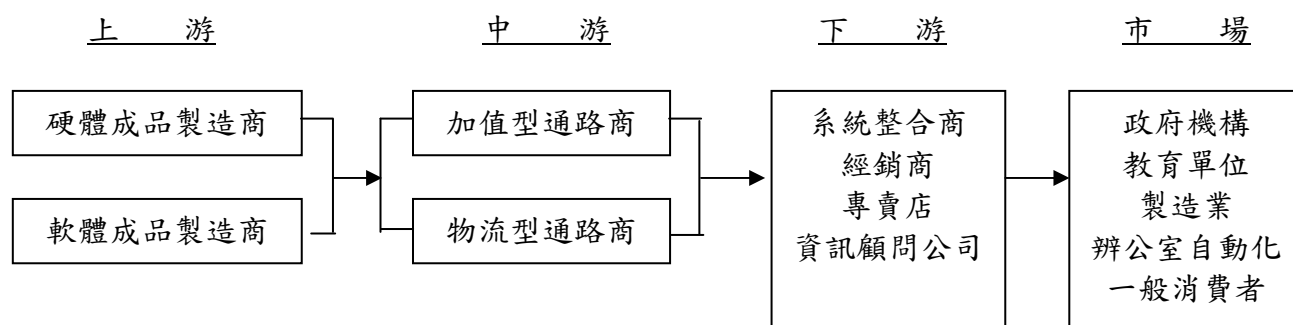 上 游
中 游
下 游
市 場
硬體成品製造商
軟體成品製造商
加值型通路商
物流型通路商
系統整合商
經銷商
專賣店
資訊顧問公司
政府機構
教育單位
製造業
辨公室自動化
一般消費者